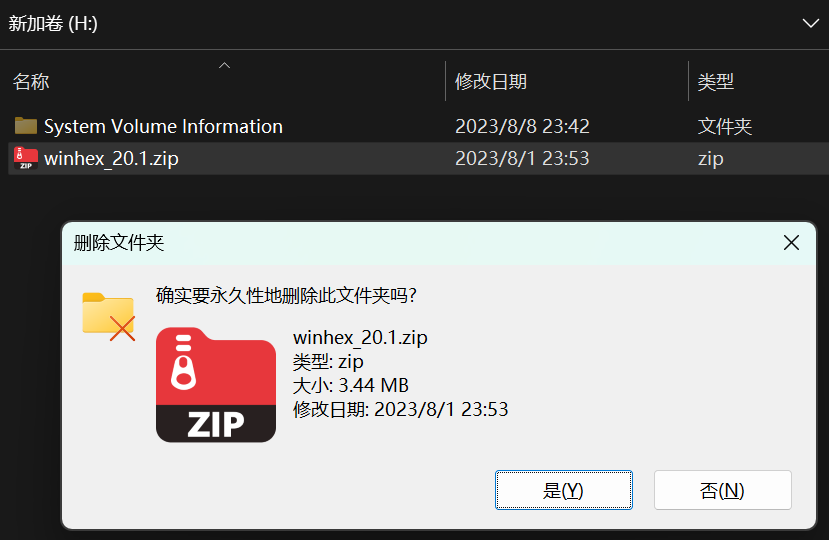 新加卷 (H:)
名称 修改日期 类型
System Volume Information 2023/8/8 23:42 文件夹
ZIP winhex_20.1.zip 2023/8/1 23:53 zip
删除文件夹
确实要永久性地删除此文件夹吗?
winhex_20.1.zip
类型: zip
大小: 3.44 MB
修改日期: 2023/8/1 23:53
ZIP
是(Y) 否(N)